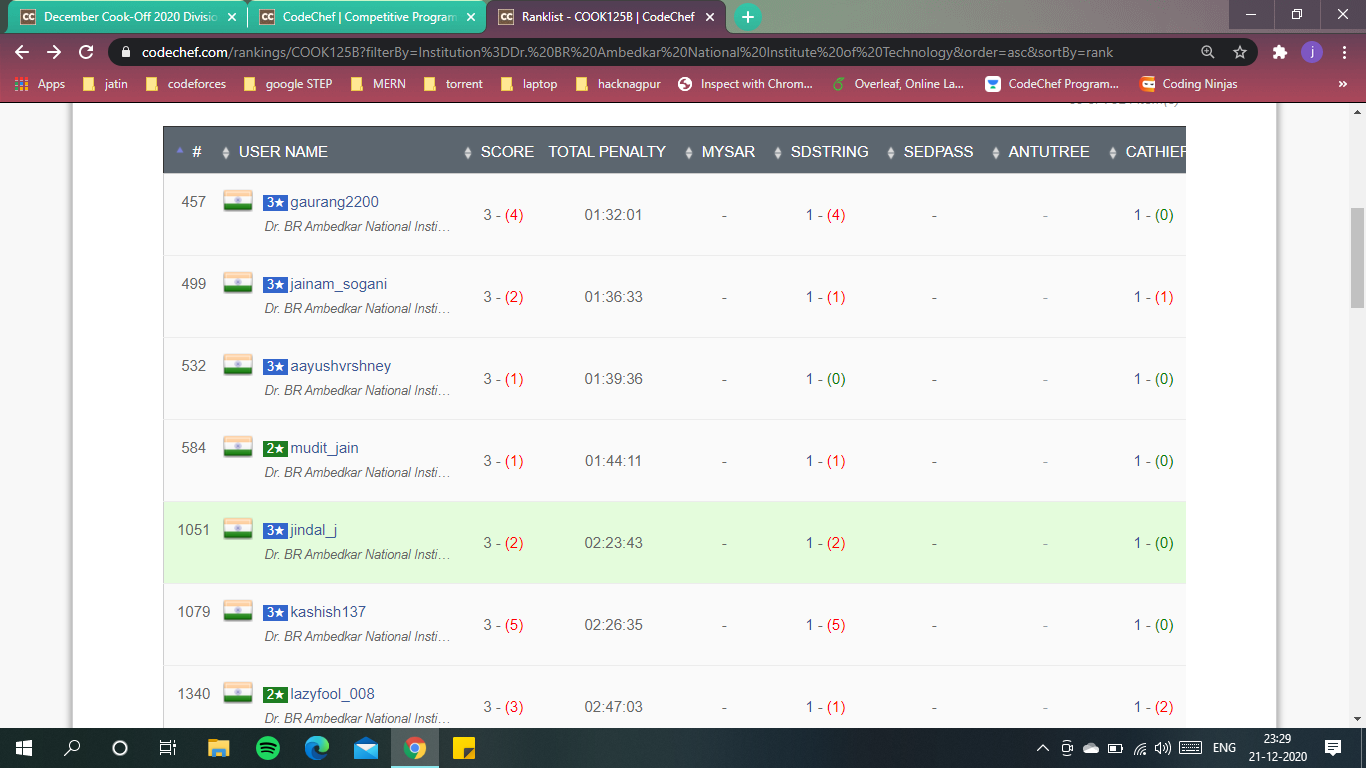 December Cook-Off 2020 Divisio
CodeChef | Competitive Program
Ranklist - COOK125B | CodeChef
codechef.com/rankings/COOK125B?filterBy=Institution%3DDr.%20BR%20Ambedkar%20National%20Institute%20of%20Technology&order=asc&sortBy=rank
j
Apps jatin codeforces google STEP MERN torrent laptop hacknagpur Inspect with Chrom... Overleaf, Online La... CodeChef Program... Coding Ninjas »
# USER NAME SCORE TOTAL PENALTY MYSAR SDSTRING SEDPASS ANTUTREE CATHIEF
457 3★ gaurang2200 3 - (4) 01:32:01 - 1 - (4) - - 1 - (0)
Dr. BR Ambedkar National Insti…
499 3★ jainam_sogani 3 - (2) 01:36:33 - 1 - (1) - - 1 - (1)
Dr. BR Ambedkar National Insti…
532 3★ aayushvrshney 3 - (1) 01:39:36 - 1 - (0) - - 1 - (0)
Dr. BR Ambedkar National Insti…
584 2★ mudit_jain 3 - (1) 01:44:11 - 1 - (1) - - 1 - (0)
Dr. BR Ambedkar National Insti…
1051 3★ jindal_j 3 - (2) 02:23:43 - 1 - (2) - - 1 - (0)
Dr. BR Ambedkar National Insti…
1079 3★ kashish137 3 - (5) 02:26:35 - 1 - (5) - - 1 - (0)
Dr. BR Ambedkar National Insti…
1340 2★ lazyfool_008 3 - (3) 02:47:03 - 1 - (1) - - 1 - (2)
Dr. BR Ambedkar National Insti…
ENG
23:29
21-12-2020